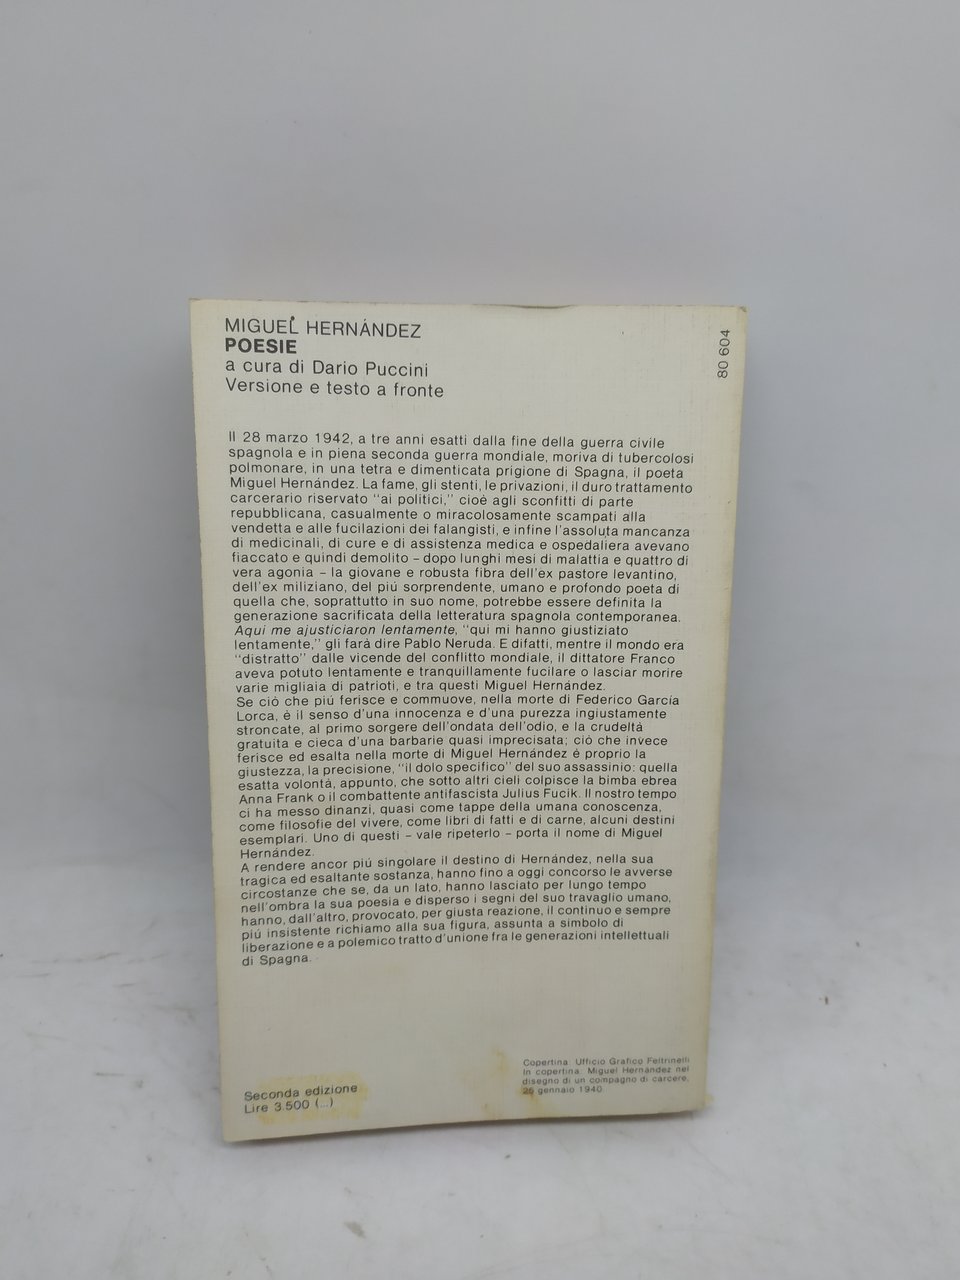 MIGUEL HERNÁNDEZ
POESIE
a cura di Dario Puccini
Versione e testo a fronte
80 604
Il 28 marzo 1942, a tre anni esatti dalla fine della guerra civile
spagnola e in piena seconda guerra mondiale, moriva di tubercolosi
polmonare, in una tetra e dimenticata prigione di Spagna, il poeta
Miguel Hernández. La fame, gli stenti, le privazioni, il duro trattamento
carcerario riservato "ai politici," cioè agli sconfitti di parte
repubblicana, casualmente o miracolosamente scampati alla
vendetta e alle fucilazioni dei falangisti, e infine l'assoluta mancanza
di medicinali, di cure e di assistenza medica e ospedaliera avevano
fiaccato e quindi demolito – dopo lunghi mesi di malattia e quattro di
vera agonia – la giovane e robusta fibra dell'ex pastore levantino,
dell'ex miliziano, del piú sorprendente, umano e profondo poeta di
quella che, soprattutto in suo nome, potrebbe essere definita la
generazione sacrificata della letteratura spagnola contemporanea.
Aqui me ajusticiaron lentamente, "qui mi hanno giustiziato
lentamente," gli farà dire Pablo Neruda. E difatti, mentre il mondo era
"distratto" dalle vicende del conflitto mondiale, il dittatore Franco
aveva potuto lentamente e tranquillamente fucilare o lasciar morire
varie migliaia di patrioti, e tra questi Miguel Hernández.
Se ciò che piú ferisce e commuove, nella morte di Federico García
Lorca, è il senso d'una innocenza e d'una purezza ingiustamente
stroncate, al primo sorgere dell'ondata dell'odio, e la crudeltà
gratuita e cieca d'una barbarie quasi imprecisata; ciò che invece
ferisce ed esalta nella morte di Miguel Hernández è proprio la
giustezza, la precisione, "il dolo specifico" del suo assassinio: quella
esatta volontà, appunto, che sotto altri cieli colpisce la bimba ebrea
Anna Frank o il combattente antifascista Julius Fucik. Il nostro tempo
ci ha messo dinanzi, quasi come tappe della umana conoscenza,
come filosofie del vivere, come libri di fatti e di carne, alcuni destini
esemplari. Uno di questi – vale ripeterlo – porta il nome di Miguel
Hernández.
A rendere ancor piú singolare il destino di Hernández, nella sua
tragica ed esaltante sostanza, hanno fino a oggi concorso le avverse
circostanze che se, da un lato, hanno lasciato per lungo tempo
nell'ombra la sua poesia e disperso i segni del suo travaglio umano,
hanno, dall'altro, provocato, per giusta reazione, il continuo e sempre
piú insistente richiamo alla sua figura, assunta a simbolo di
liberazione e a polemico tratto d'unione fra le generazioni intellettuali
di Spagna.
Copertina: Ufficio Grafico Feltrinelli
In copertina: Miguel Hernández nel
disegno di un compagno di carcere,
26 gennaio 1940
Seconda edizione
Lire 3.500 (...)